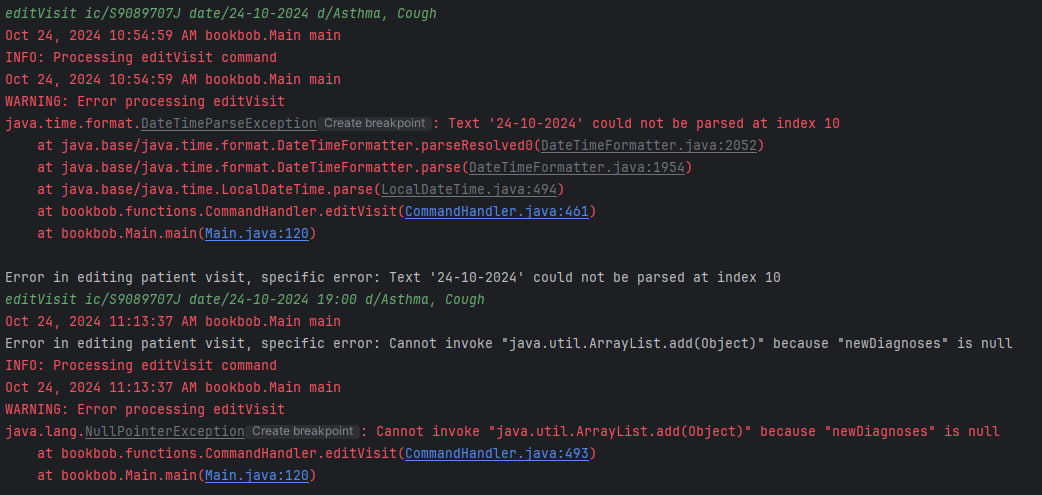 editVisit ic/S9089707J date/24-10-2024 d/Asthma, Cough
Oct 24, 2024 10:54:59 AM bookbob.Main main
INFO: Processing editVisit command
Oct 24, 2024 10:54:59 AM bookbob.Main main
WARNING: Error processing editVisit
java.time.format.DateTimeParseException Create breakpoint : Text '24-10-2024' could not be parsed at index 10
    at java.base/java.time.format.DateTimeFormatter.parseResolved0(DateTimeFormatter.java:2052)
    at java.base/java.time.format.DateTimeFormatter.parse(DateTimeFormatter.java:1954)
    at java.base/java.time.LocalDateTime.parse(LocalDateTime.java:494)
    at bookbob.functions.CommandHandler.editVisit(CommandHandler.java:461)
    at bookbob.Main.main(Main.java:120)
Error in editing patient visit, specific error: Text '24-10-2024' could not be parsed at index 10
editVisit ic/S9089707J date/24-10-2024 19:00 d/Asthma, Cough
Oct 24, 2024 11:13:37 AM bookbob.Main main
Error in editing patient visit, specific error: Cannot invoke "java.util.ArrayList.add(Object)" because "newDiagnoses" is null
INFO: Processing editVisit command
Oct 24, 2024 11:13:37 AM bookbob.Main main
WARNING: Error processing editVisit
java.lang.NullPointerException Create breakpoint : Cannot invoke "java.util.ArrayList.add(Object)" because "newDiagnoses" is null
    at bookbob.functions.CommandHandler.editVisit(CommandHandler.java:493)
    at bookbob.Main.main(Main.java:120)